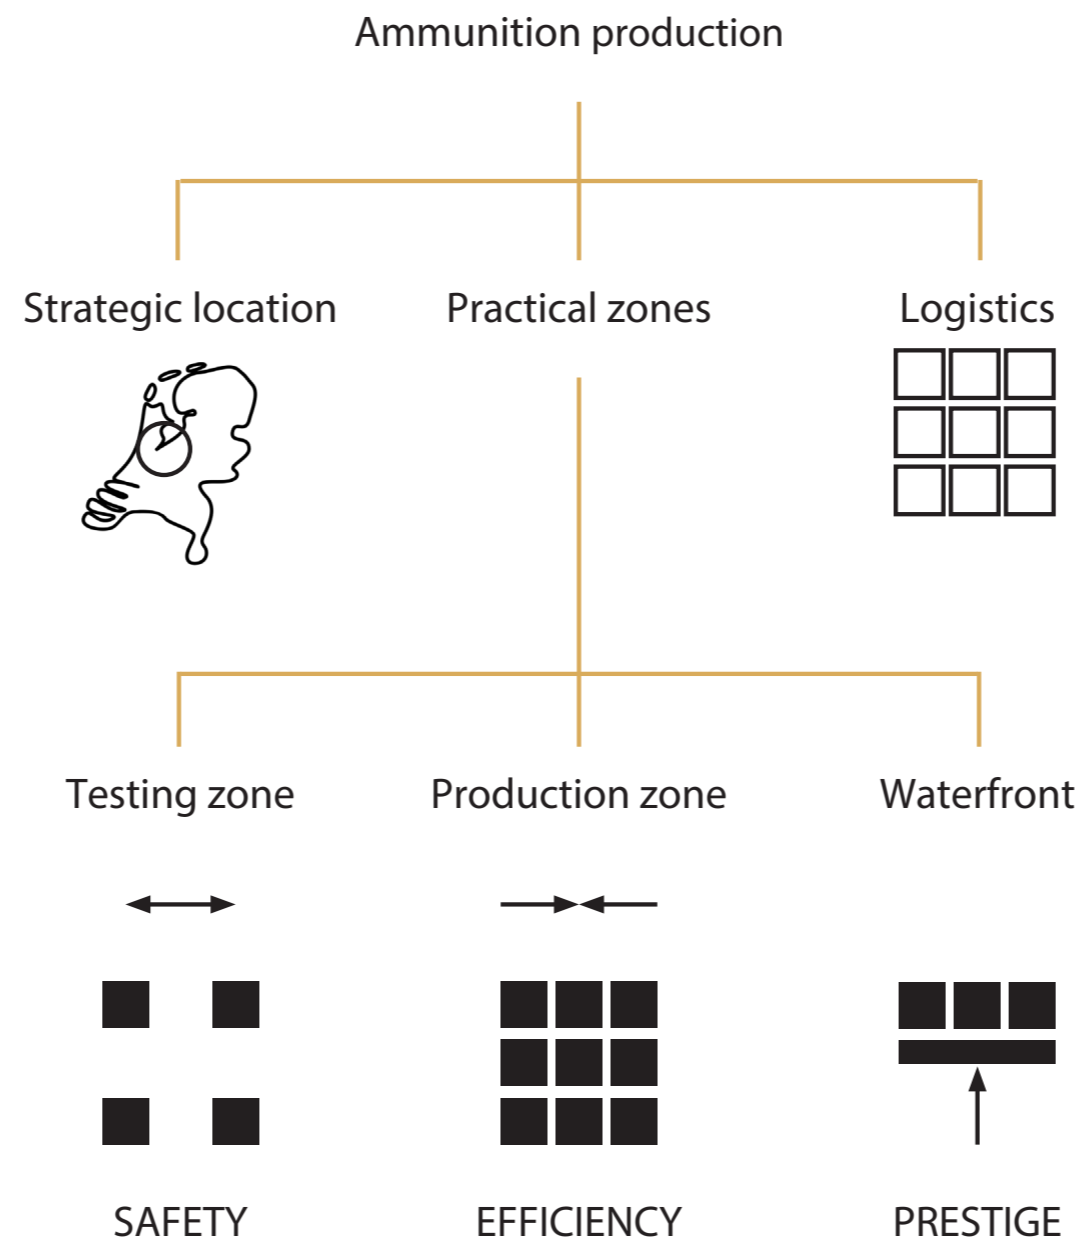 Ammunition production
Strategic location
Practical zones
Logistics
Testing zone
Production zone
Waterfront
SAFETY
EFFICIENCY
PRESTIGE